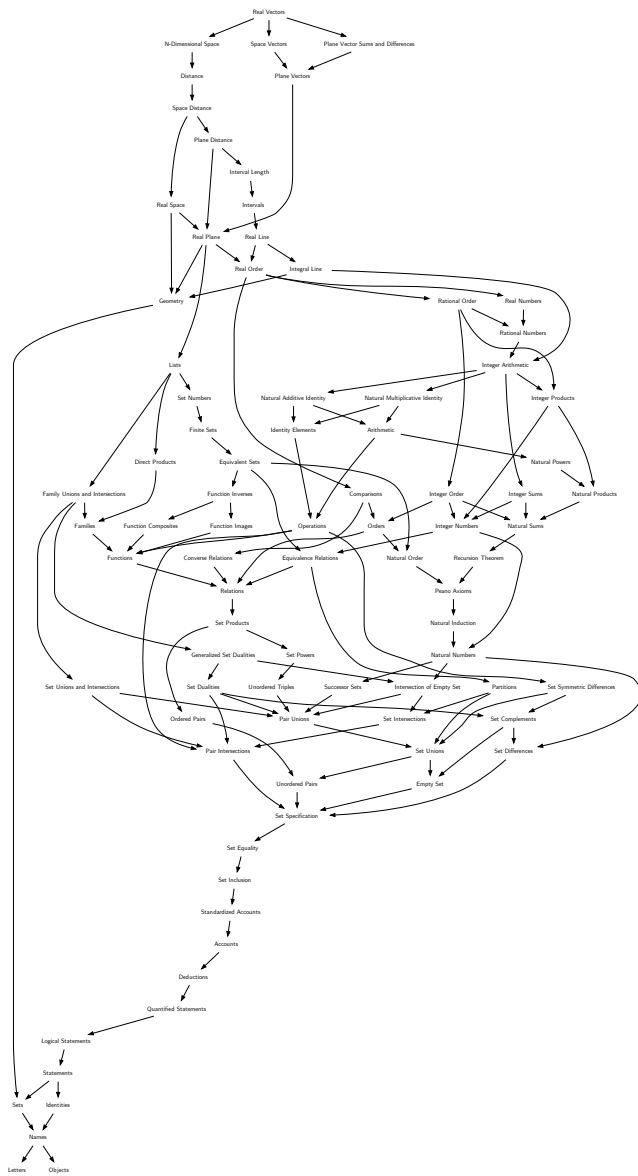 Real Vectors
N-Dimensional Space Space Vectors Plane Vector Sums and Differences
Distance Plane Vectors
Space Distance
Plane Distance
Interval Length
Real Space Intervals
Real Plane Real Line
Real Order Integral Line
Geometry Rational Order Real Numbers
Rational Numbers
Lists Integer Arithmetic
Set Numbers Natural Additive Identity Natural Multiplicative Identity Integer Products
Finite Sets Identity Elements Arithmetic
Direct Products Equivalent Sets Natural Powers
Family Unions and Intersections Function Inverses Comparisons Integer Order Integer Sums Natural Products
Families Function Composites Function Images Operations Orders Integer Numbers Natural Sums
Functions Converse Relations Equivalence Relations Natural Order Recursion Theorem
Relations Peano Axioms
Set Products Natural Induction
Generalized Set Dualities Set Powers Natural Numbers
Set Unions and Intersections Set Dualities Unordered Triples Successor Sets Intersection of Empty Set Partitions Set Symmetric Differences
Ordered Pairs Pair Unions Set Intersections Set Complements
Pair Intersections Set Unions Set Differences
Unordered Pairs Empty Set
Set Specification
Set Equality
Set Inclusion
Standardized Accounts
Accounts
Deductions
Quantified Statements
Logical Statements
Statements
Sets Identities
Names
Letters Objects